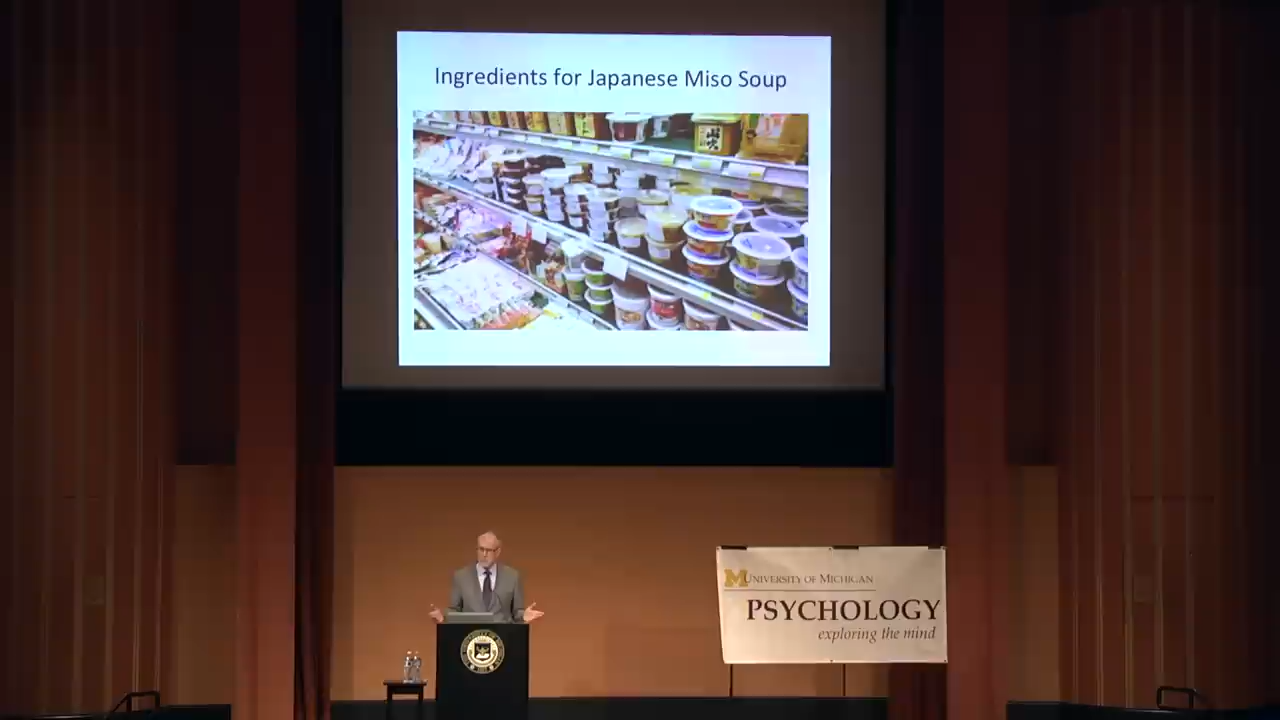 Ingredients for Japanese Miso Soup
M UNIVERSITY OF MICHIGAN
PSYCHOLOGY
exploring the mind